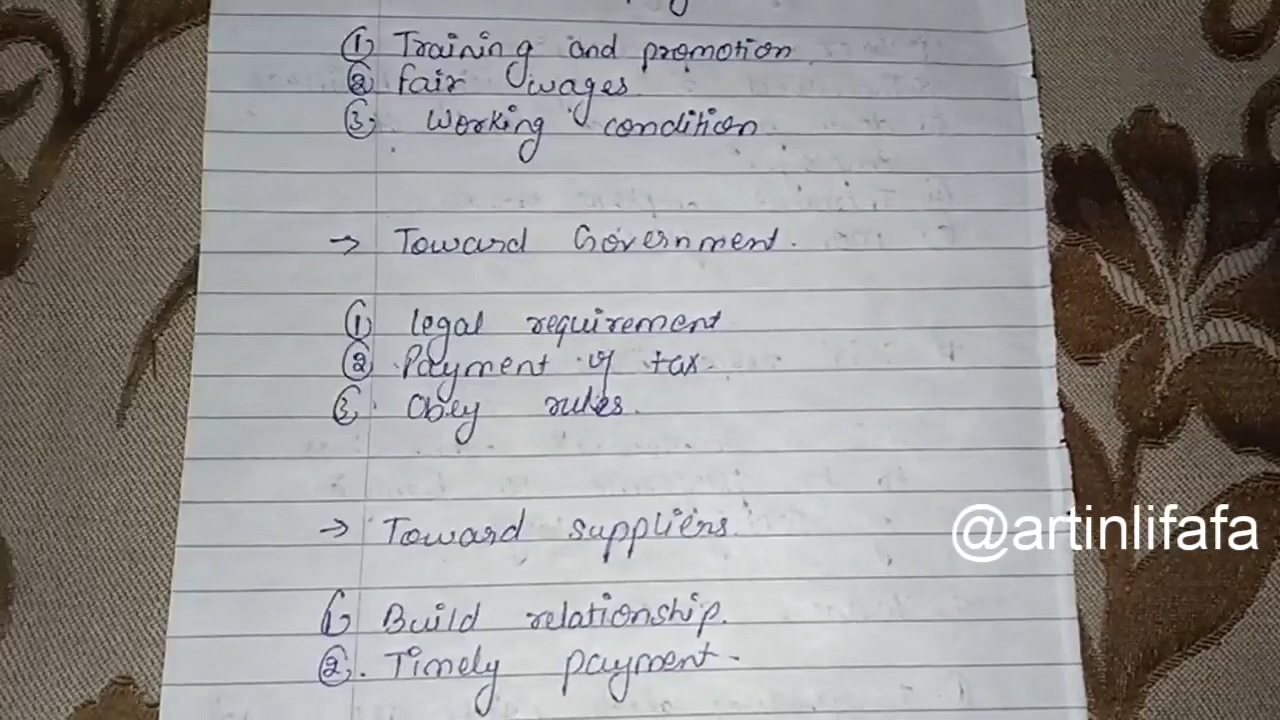 ① Training and promotion
② fair wages
③. Working condition
→ Toward Government.
① legal requirement
② Payment of tax.
③. Obey rules.
→ Toward suppliers.
① Build relationship.
②. Timely payment.
@artinlifafa